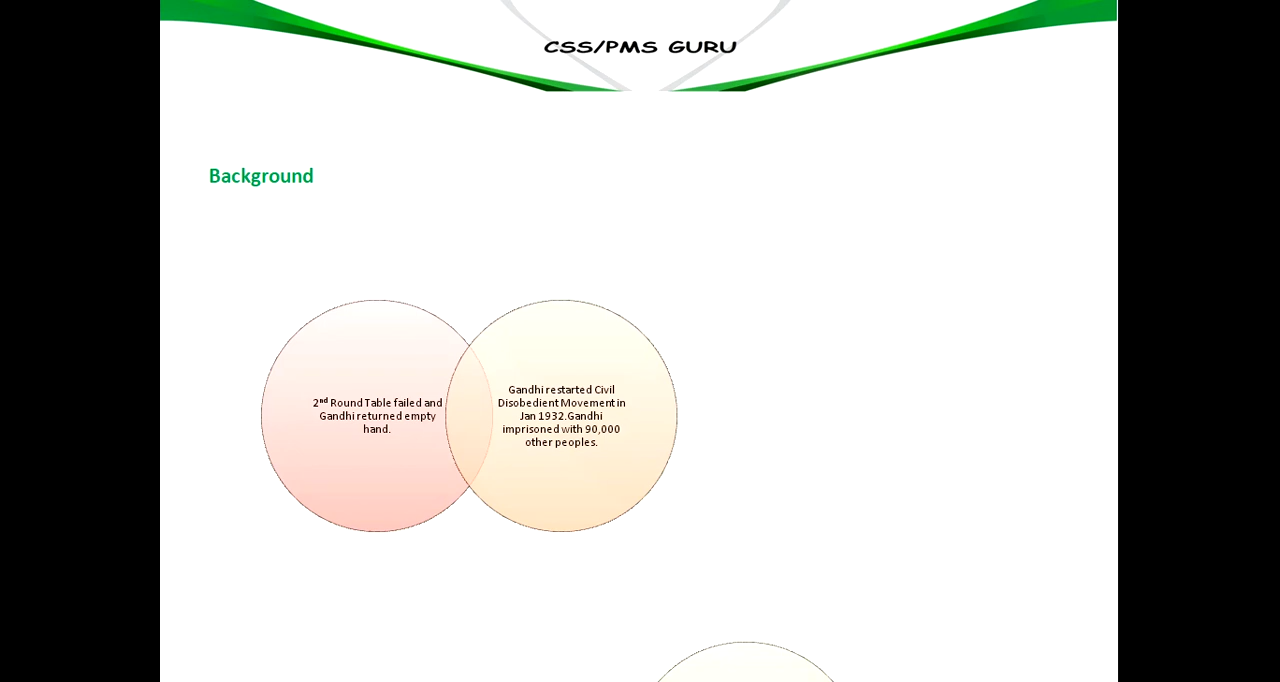 CSS/PMS GURU
Background
2nd Round Table failed and
Gandhi returned empty
hand.
Gandhi restarted Civil
Disobedient Movement in
Jan 1932.Gandhi
imprisoned with 90,000
other peoples.